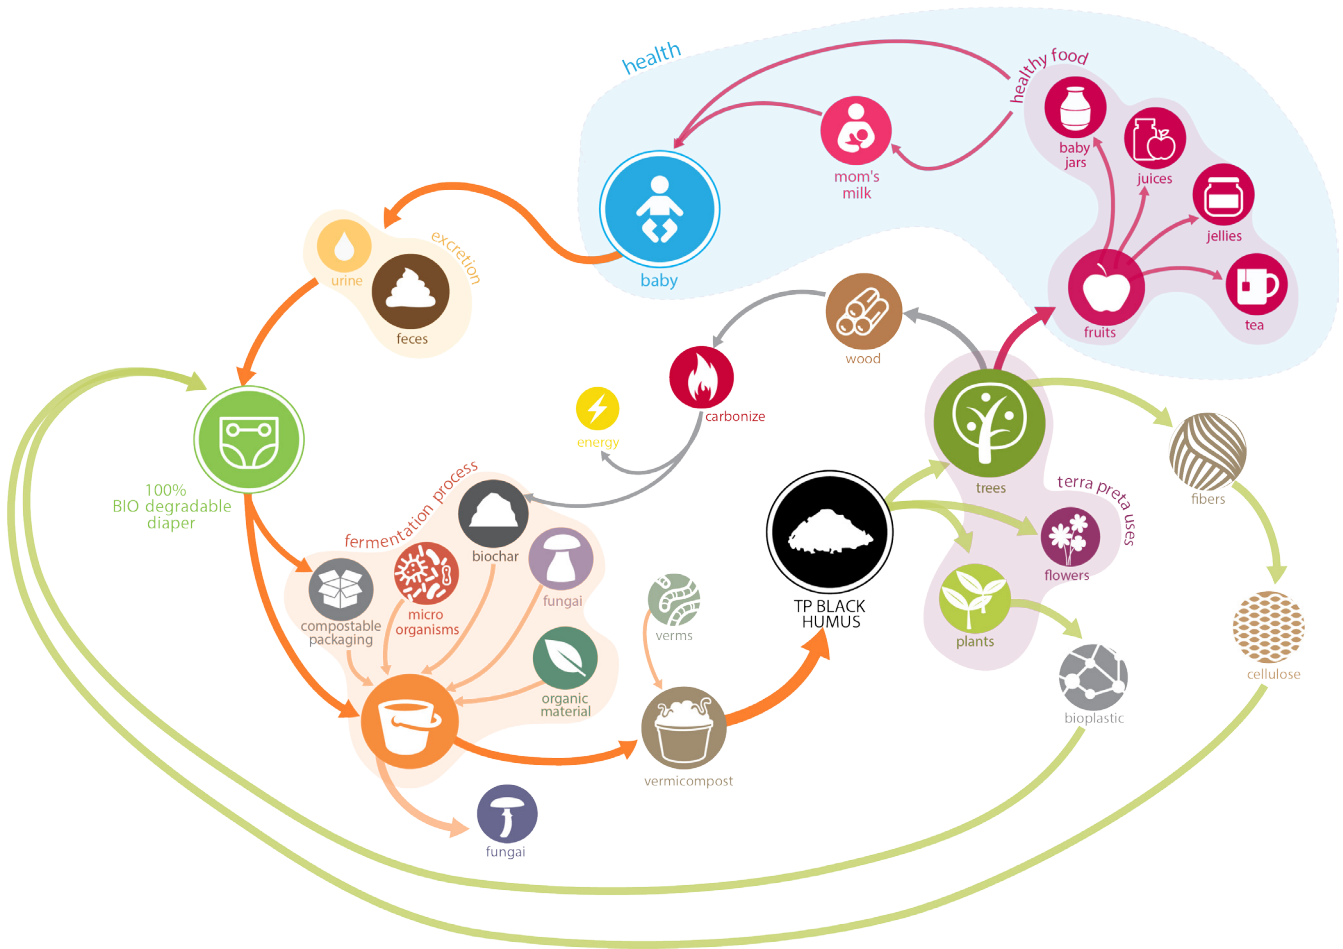 health
healthy food
baby
jars
juices
jellies
tea
fruits
mom's
milk
baby
excretion
urine
feces
wood
carbonize
energy
100%
BIO degradable
diaper
fermentation process
biochar
fungai
micro
organisms
compostable
packaging
organic
material
verms
vermicompost
fungai
TP BLACK
HUMUS
trees
terra preta uses
flowers
plants
bioplastic
fibers
cellulose